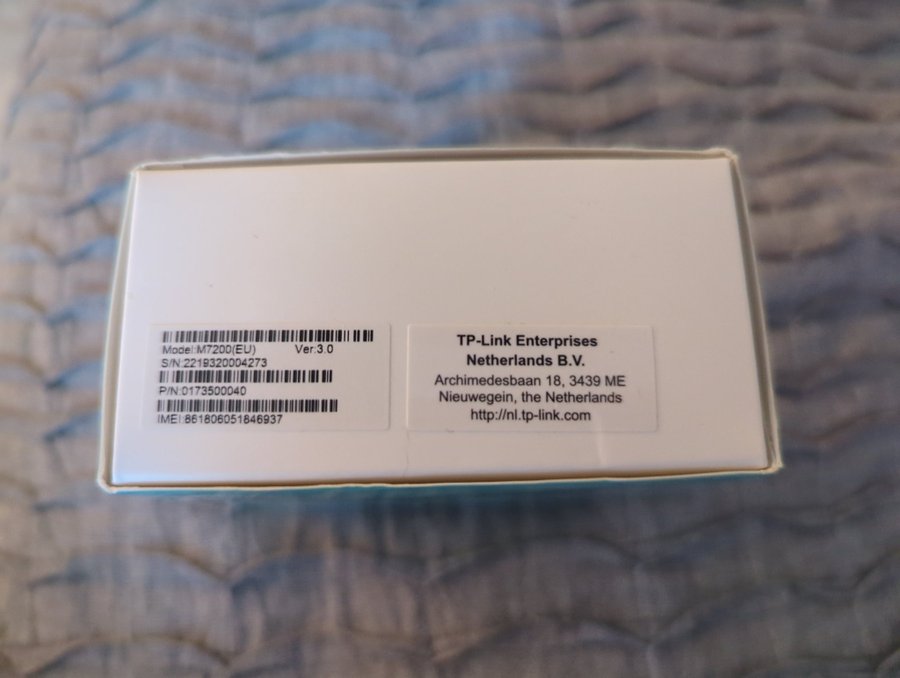 Model:M7200(EU) Ver:3.0
S/N:2219320004273
P/N:0173500040
IMEI:861806051846937
TP-Link Enterprises
Netherlands B.V.
Archimedesbaan 18, 3439 ME
Nieuwegein, the Netherlands
http://nl.tp-link.com